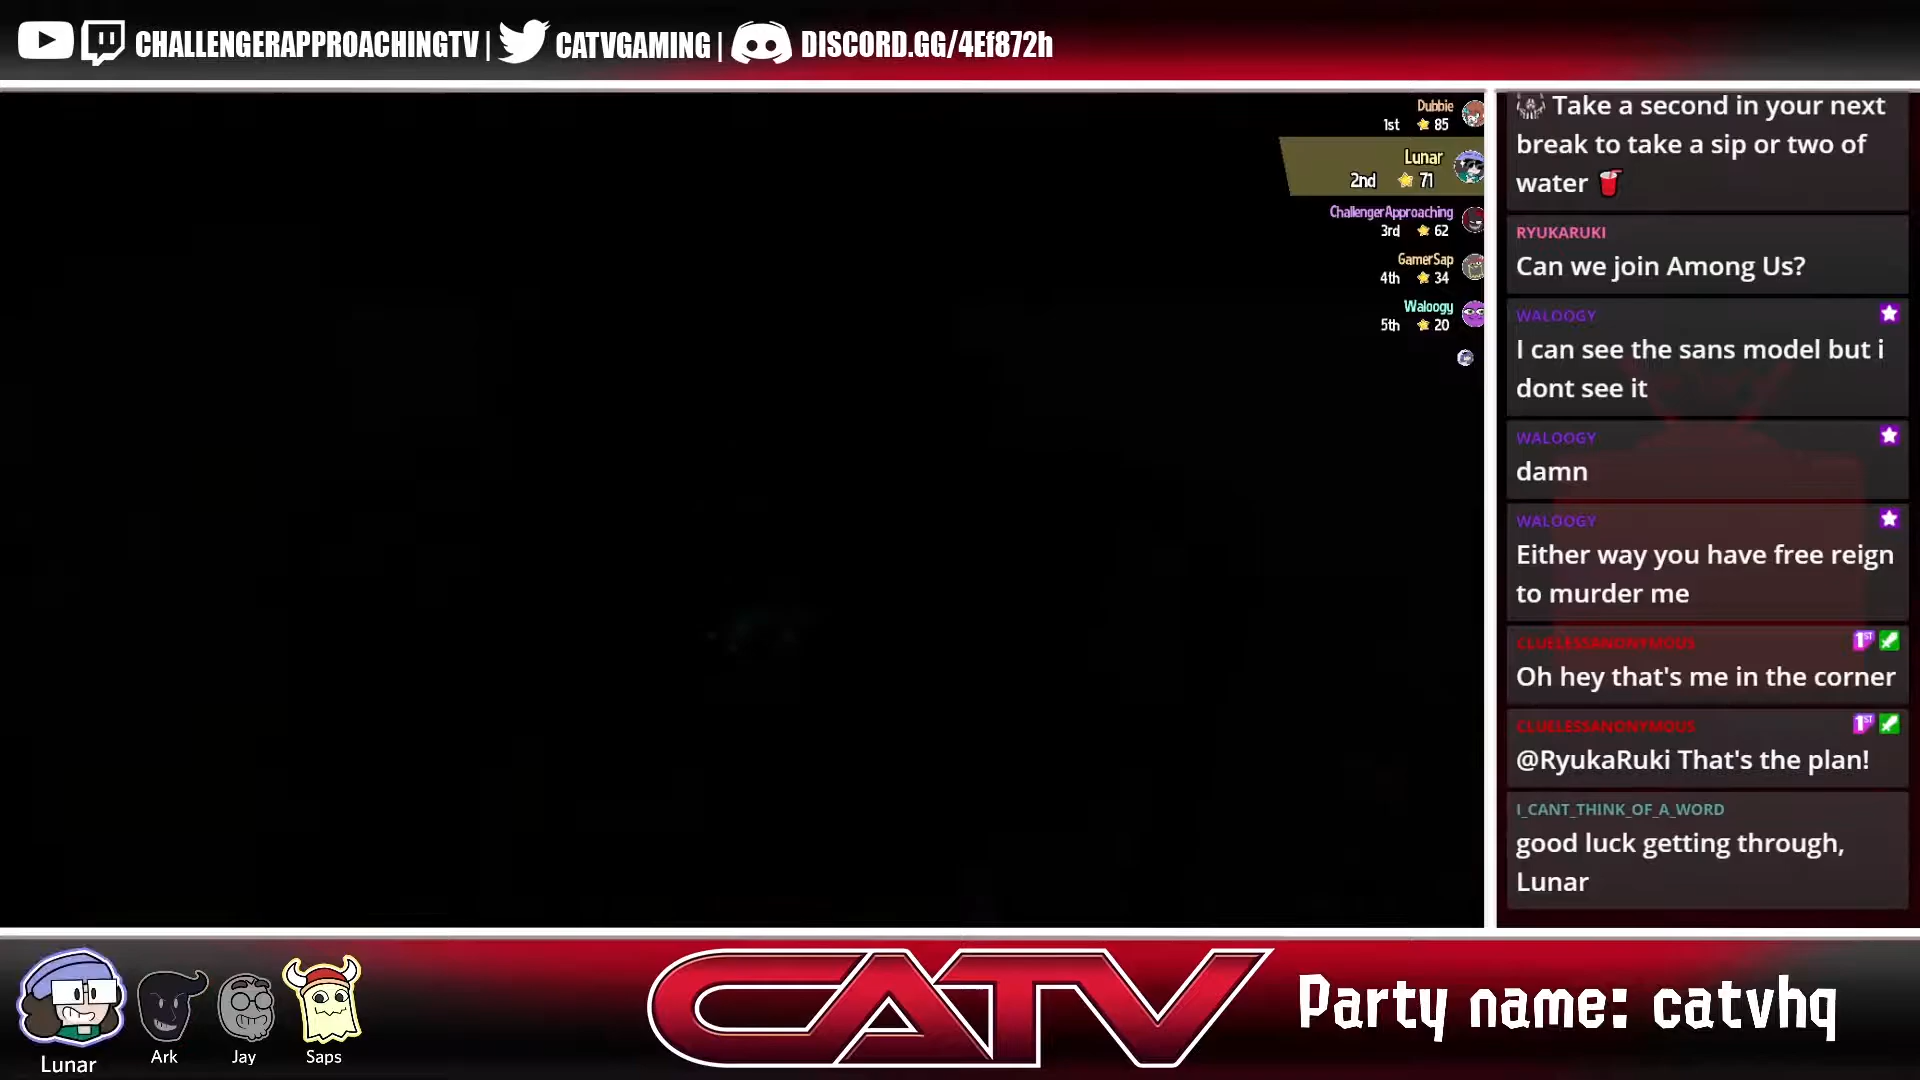 CHALLENGERAPPROACHINGTV | CATVGAMING | DISCORD.GG/4Ef872h
Dubbie
1st 85
Lunar
2nd 71
ChallengerApproaching
3rd 62
GamerSap
4th 34
Waloogy
5th 20
Take a second in your next
break to take a sip or two of
water
RYUKARUKI
Can we join Among Us?
WALOOGY
I can see the sans model but i
dont see it
WALOOGY
damn
WALOOGY
Either way you have free reign
to murder me
CLUELESSANONYMOUS 1ST
Oh hey that's me in the corner
CLUELESSANONYMOUS 1ST
@RyukaRuki That's the plan!
I_CANT_THINK_OF_A_WORD
good luck getting through,
Lunar
Lunar
Ark
Jay
Saps
CATV
Party name: catvhq